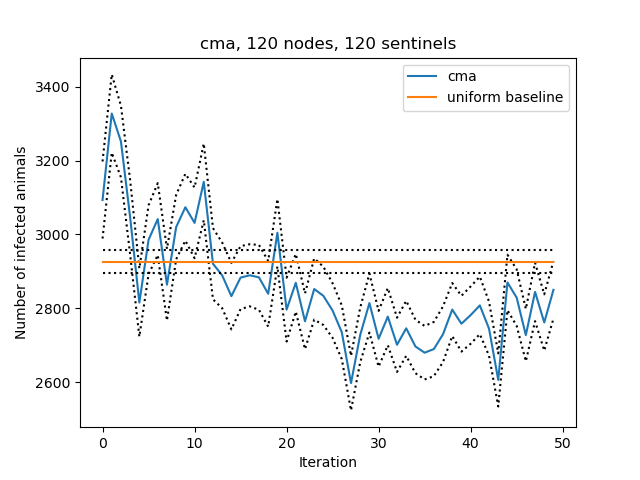 cma, 120 nodes, 120 sentinels
cma
uniform baseline
Number of infected animals
3400
3200
3000
2800
2600
0 10 20 30 40 50
Iteration